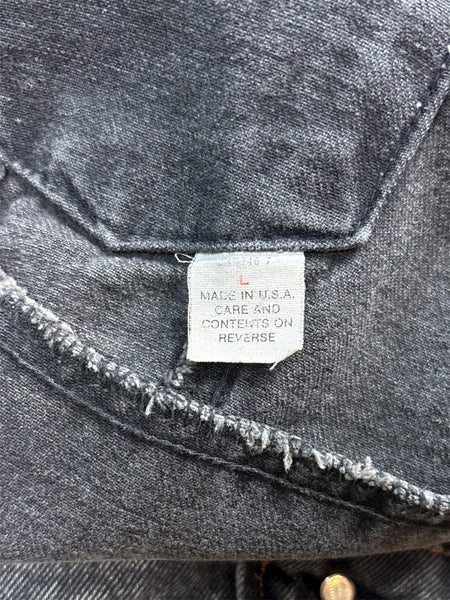 L
MADE IN U.S.A.
CARE AND
CONTENTS ON
REVERSE